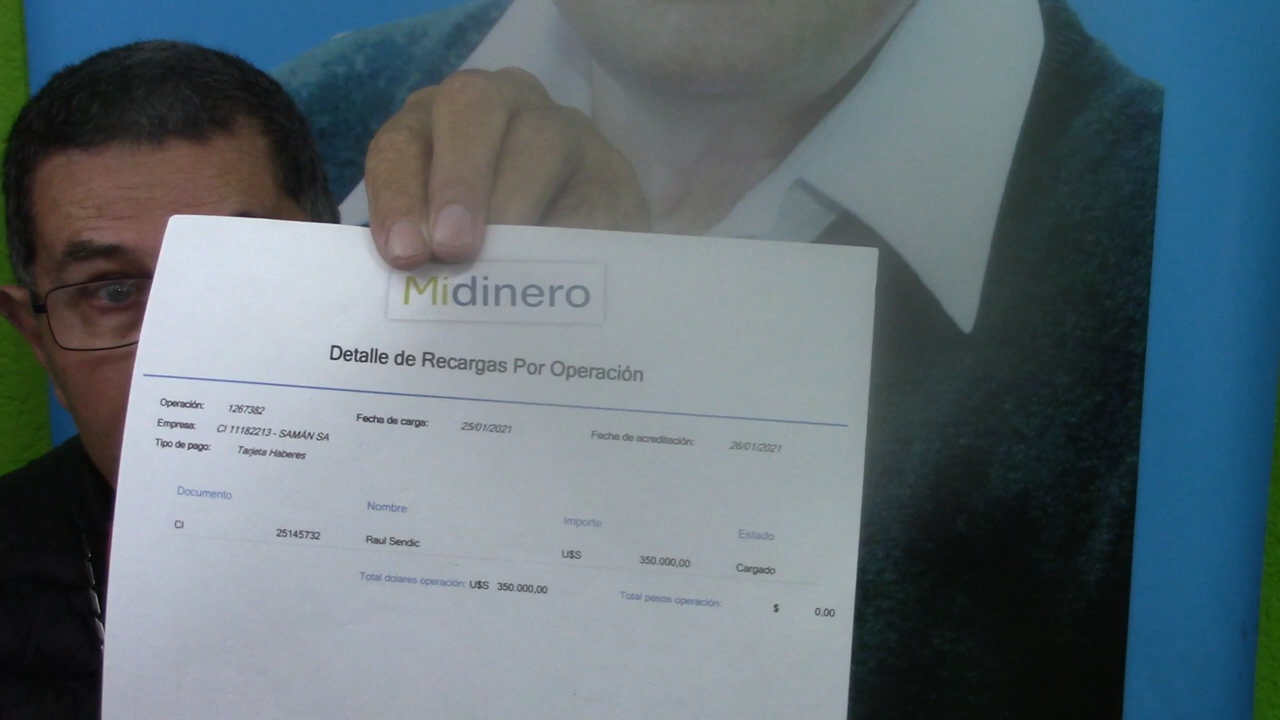 Midinero
Detalle de Recargas Por Operación
Operación: 1267382
Empresa: CI 11182213 - SAMÁN SA
Tipo de pago: Tarjeta Haberes
Fecha de carga: 25/01/2021
Fecha de acreditación: 26/01/2021
Documento Nombre Importe Estado
CI 25145732 Raul Sendic U$S 350.000,00 Cargado
Total dolares operación: U$S 350.000,00 Total pesos operación: $ 0,00